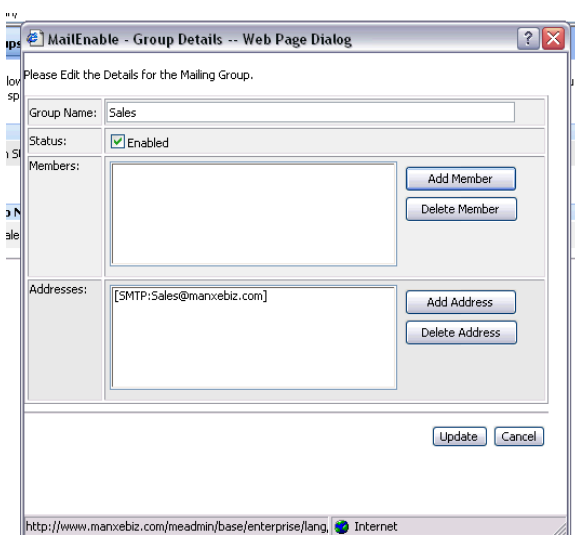 MailEnable - Group Details -- Web Page Dialog
Please Edit the Details for the Mailing Group.
Group Name: Sales
Status: Enabled
Members:
Add Member
Delete Member
Addresses: [SMTP:Sales@manxebiz.com]
Add Address
Delete Address
Update Cancel
http://www.manxebiz.com/meadmin/base/enterprise/lang, Internet